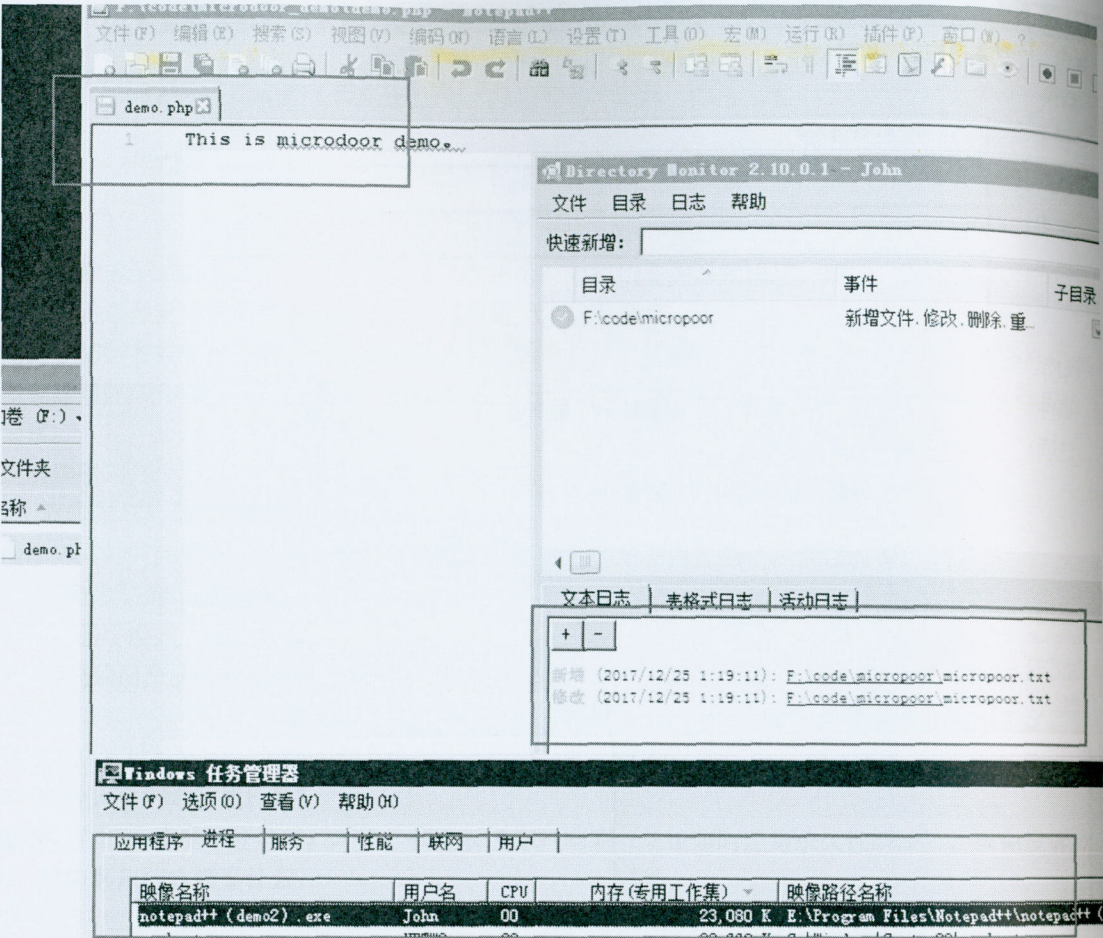 F:\code\microdoor_demo\demo.php - Notepad++
文件(F) 编辑(E) 搜索(S) 视图(V) 编码(N) 语言(L) 设置(T) 工具(O) 宏(M) 运行(R) 插件(P) 窗口(W) ?
demo.php
1 This is microdoor demo。
Directory Monitor 2.10.0.1 - John
文件 目录 日志 帮助
快速新增:
目录 事件 子目录
F:\code\micropoor 新增文件.修改.删除.重...
卷 (F:)
文件夹
名称
demo.ph
文本日志 表格式日志 活动日志
+ -
新增 (2017/12/25 1:19:11): F:\code\micropoor\micropoor.txt
修改 (2017/12/25 1:19:11): F:\code\micropoor\micropoor.txt
Windows 任务管理器
文件(F) 选项(O) 查看(V) 帮助(H)
应用程序 进程 服务 性能 联网 用户
映像名称 用户名 CPU 内存(专用工作集) 映像路径名称
notepad++ (demo2).exe John 00 23,080 K E:\Program Files\Notepad++\notepad++ (